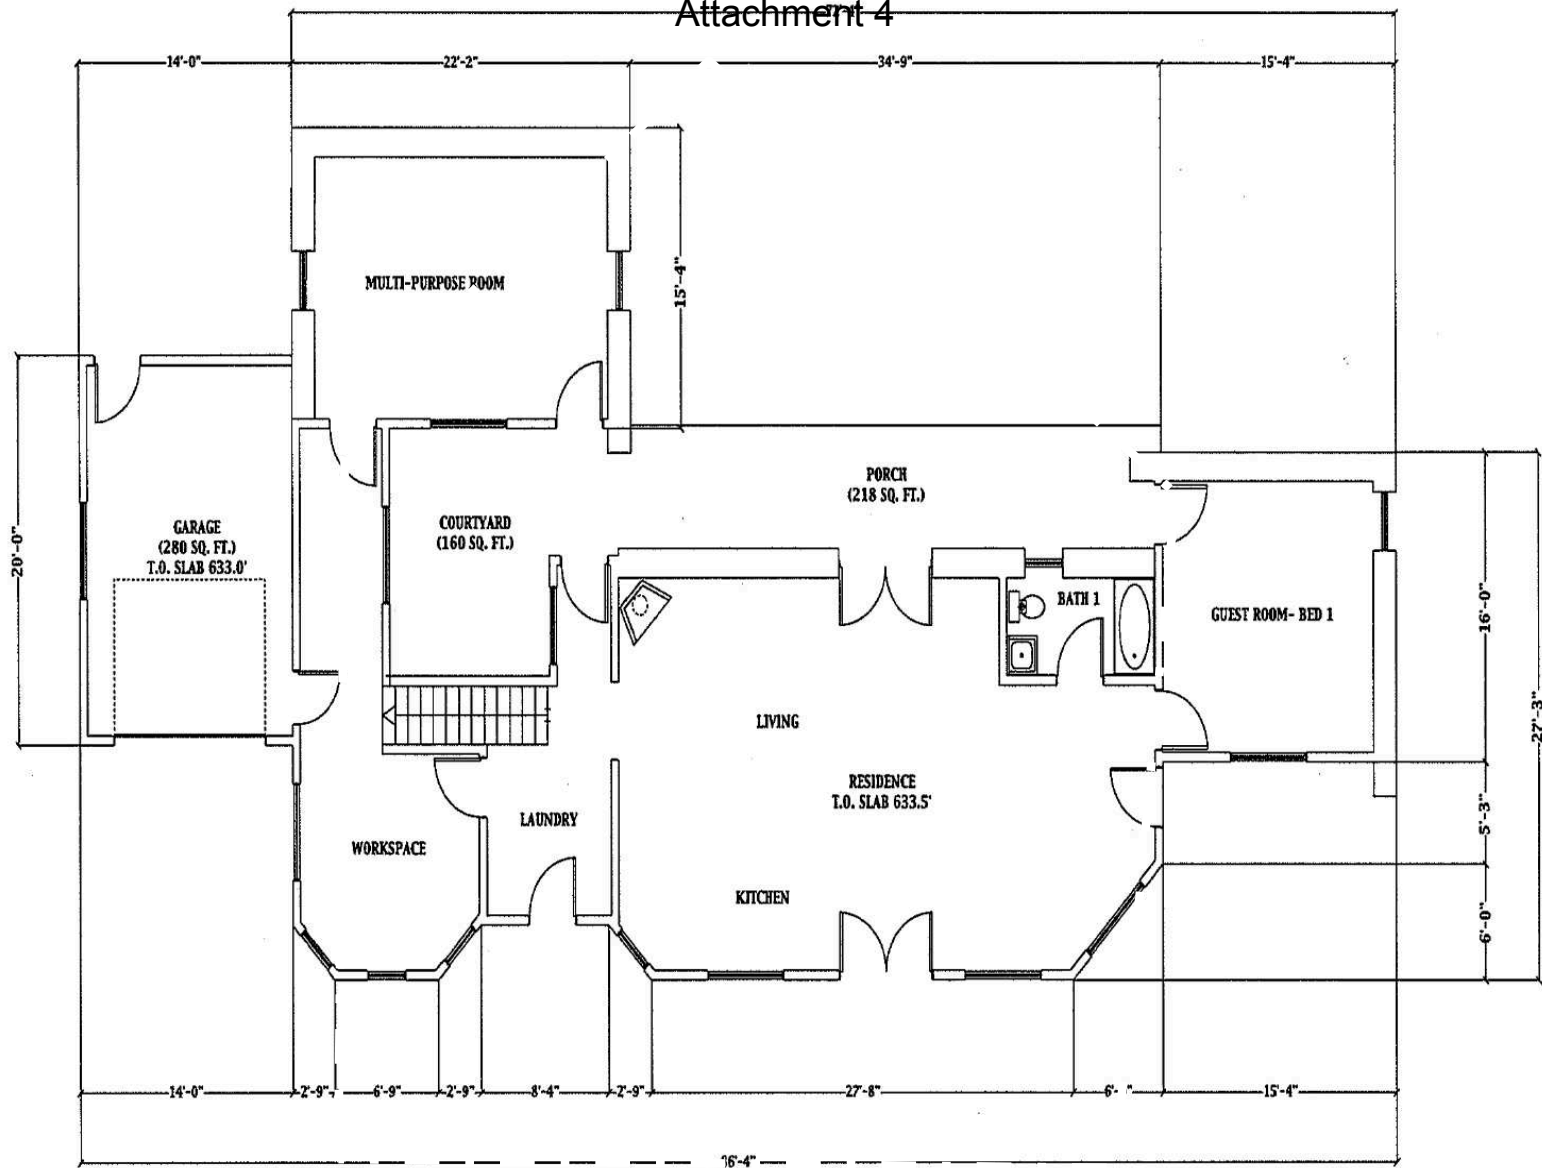 Attachment 4
14'-0"
22'-2"
34'-9"
15'-4"
15'-4"
MULTI-PURPOSE ROOM
PORCH
(218 SQ. FT.)
COURTYARD
(160 SQ. FT.)
GARAGE
(280 SQ. FT.)
T.O. SLAB 633.0'
20'-0"
BATH 1
GUEST ROOM- BED 1
16'-0"
27'-3"
LIVING
RESIDENCE
T.O. SLAB 633.5'
LAUNDRY
WORKSPACE
5'-3"
KITCHEN
6'-0"
14'-0"
2'-9"
6'-9"
2'-9"
8'-4"
2'-9"
27'-8"
15'-4"